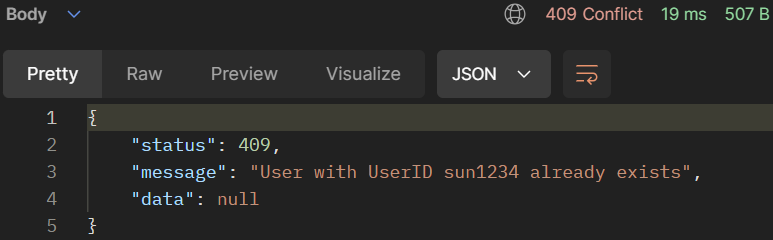 Body 409 Conflict 19 ms 507 B
Pretty Raw Preview Visualize JSON
1 {
2 "status": 409,
3 "message": "User with UserID sun1234 already exists",
4 "data": null
5 }